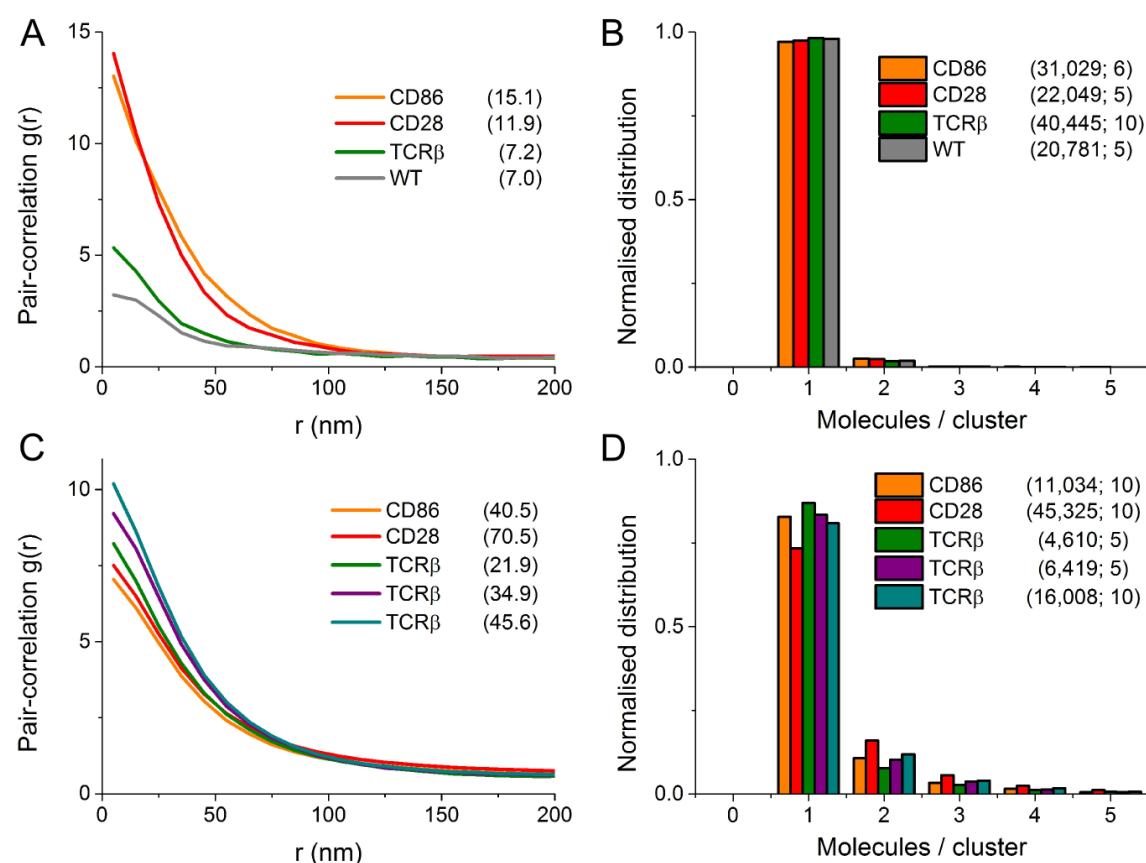 A
15
10
5
0
Pair-correlation g(r)
CD86 (15.1)
CD28 (11.9)
TCRβ (7.2)
WT (7.0)
0 50 100 150 200
r (nm)
B
1.0
0.5
0.0
Normalised distribution
CD86 (31,029; 6)
CD28 (22,049; 5)
TCRβ (40,445; 10)
WT (20,781; 5)
0 1 2 3 4 5
Molecules / cluster
C
10
5
0
Pair-correlation g(r)
CD86 (40.5)
CD28 (70.5)
TCRβ (21.9)
TCRβ (34.9)
TCRβ (45.6)
0 50 100 150 200
r (nm)
D
1.0
0.5
0.0
Normalised distribution
CD86 (11,034; 10)
CD28 (45,325; 10)
TCRβ (4,610; 5)
TCRβ (6,419; 5)
TCRβ (16,008; 10)
0 1 2 3 4 5
Molecules / cluster